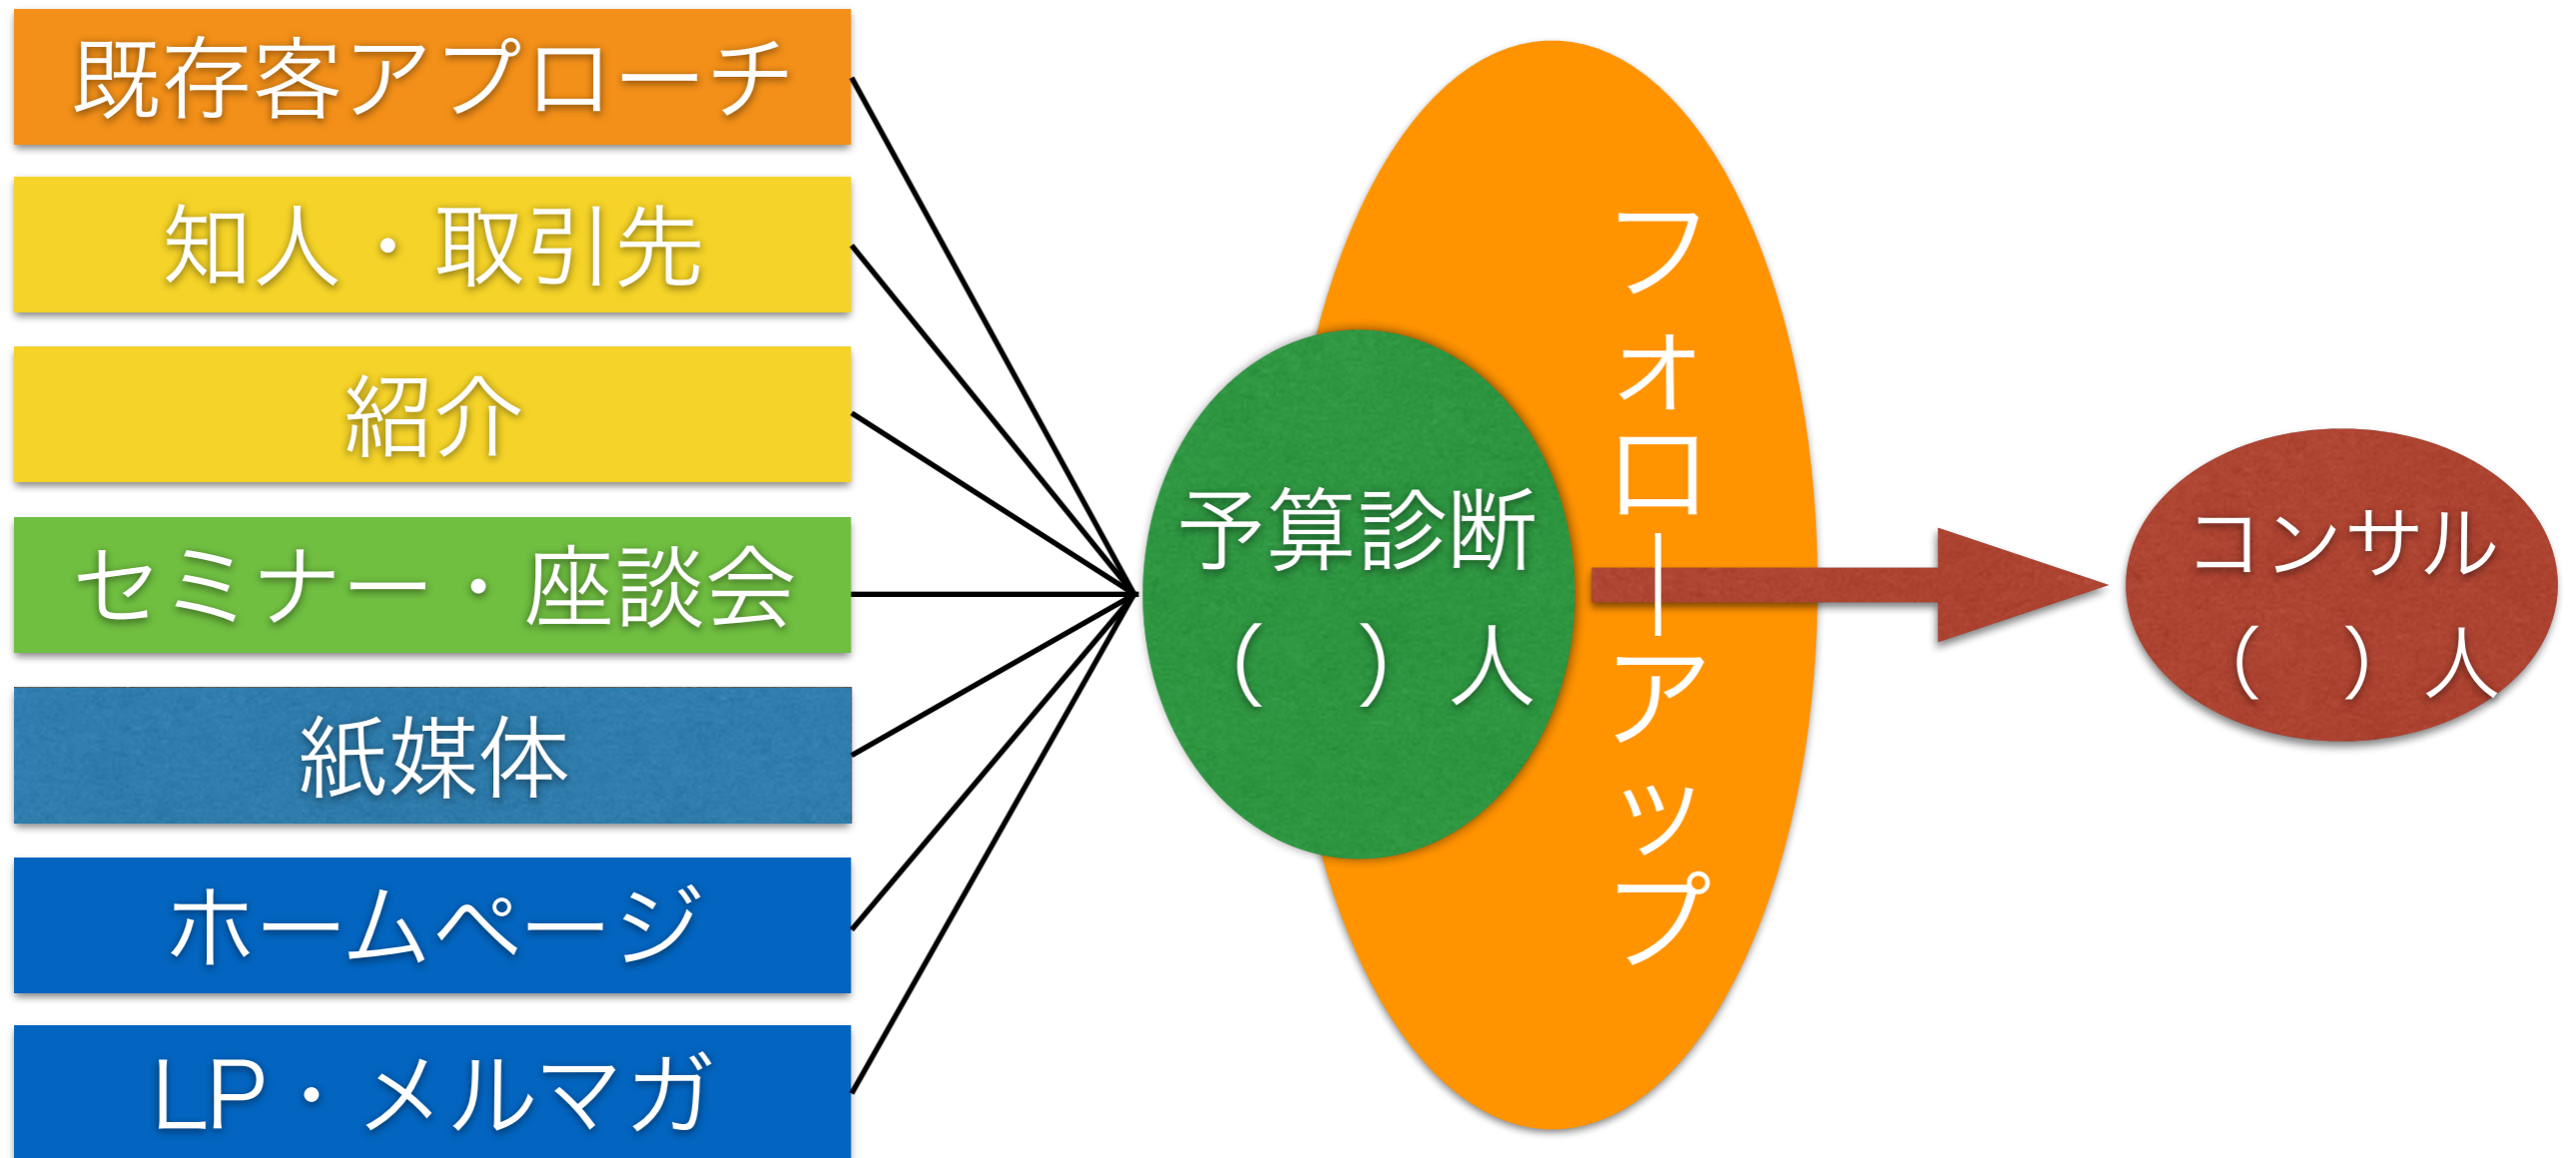 既存客アプローチ
知人・取引先
紹介
セミナー・座談会
紙媒体
ホームページ
LP・メルマガ
予算診断
（　）人
フォローアップ
コンサル
（　）人